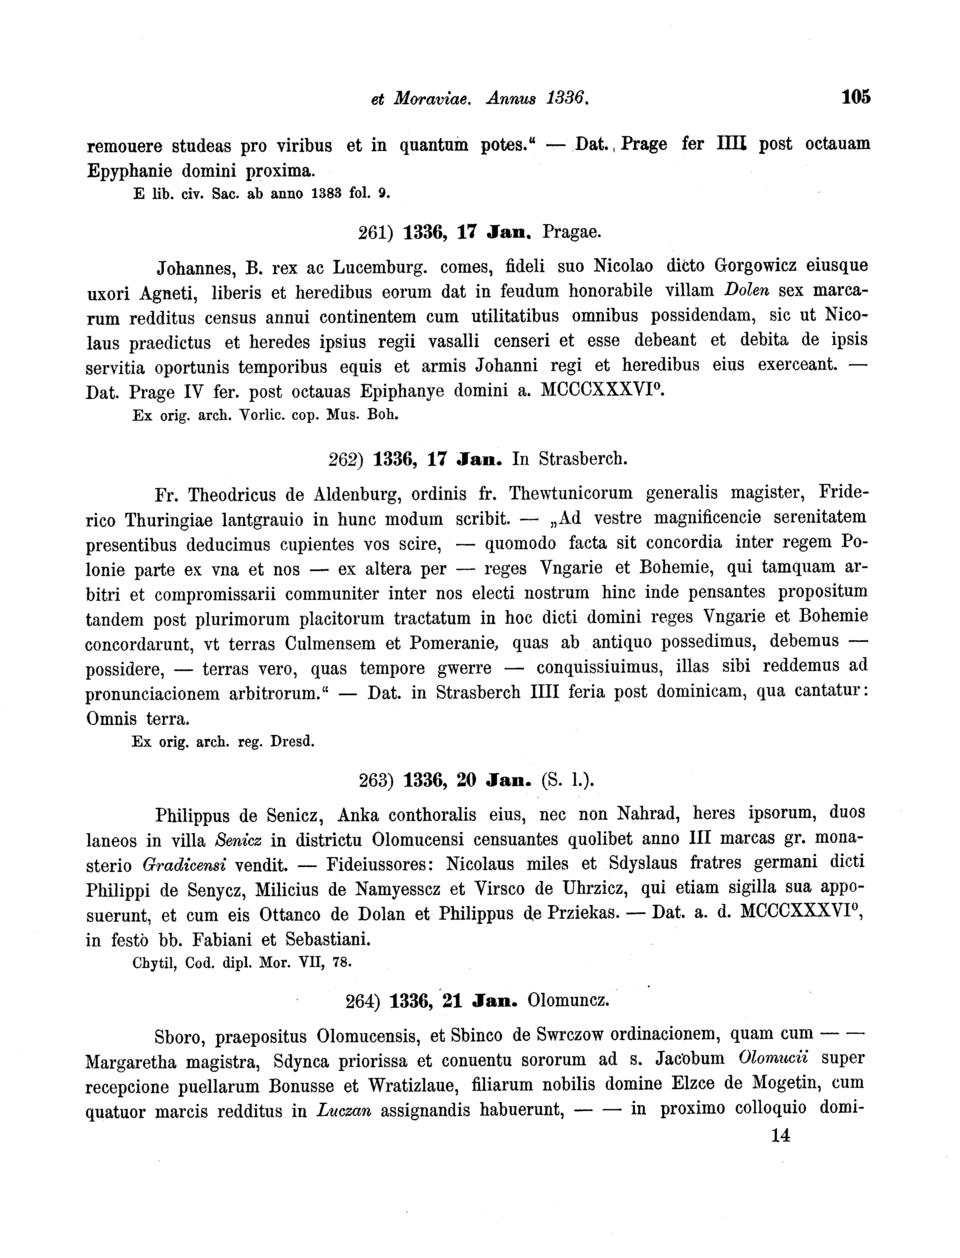 et Moraviae. Annus 1336. 105
remouere studeas pro viribus et in quantum potes.“ — Dat. Prage fer IIII post octauam
Epyphanie domini proxima.
E lib. civ. Sac. ab anno 1383 fol. 9.
261) 1336, 17 Jan. Pragae.
Johannes, B. rex ac Lucemburg. comes, fideli suo Nicolao dicto Gorgowicz eiusque
uxori Agneti, liberis et heredibus eorum dat in feudum honorabile villam Dolen sex marca-
rum redditus census annui continentem cum utilitatibus omnibus possidendam, sic ut Nico-
laus praedictus et heredes ipsius regii vasalli censeri et esse debeant et debita de ipsis
servitia oportunis temporibus equis et armis Johanni regi et heredibus eius exerceant. —
Dat. Prage IV fer. post octauas Epiphanye domini a. MCCCXXXVI⁰.
Ex orig. arch. Vorlic. cop. Mus. Boh.
262) 1336, 17 Jan. In Strasberch.
Fr. Theodricus de Aldenburg, ordinis fr. Thewtunicorum generalis magister, Fride-
rico Thuringiae lantgrauio in hunc modum scribit. — „Ad vestre magnificencie serenitatem
presentibus deducimus cupientes vos scire, — quomodo facta sit concordia inter regem Po-
lonie parte ex vna et nos — ex altera per — reges Vngarie et Bohemie, qui tamquam ar-
bitri et compromissarii communiter inter nos electi nostrum hinc inde pensantes propositum
tandem post plurimorum placitorum tractatum in hoc dicti domini reges Vngarie et Bohemie
concordarunt, vt terras Culmensem et Pomeranie, quas ab antiquo possedimus, debemus —
possidere, — terras vero, quas tempore gwerre — conquissiuimus, illas sibi reddemus ad
pronunciacionem arbitrorum.“ — Dat. in Strasberch IIII feria post dominicam, qua cantatur:
Omnis terra.
Ex orig. arch. reg. Dresd.
263) 1336, 20 Jan. (S. l.).
Philippus de Senicz, Anka conthoralis eius, nec non Nahrad, heres ipsorum, duos
laneos in villa Senicz in districtu Olomucensi censuantes quolibet anno III marcas gr. mona-
sterio Gradicensi vendit. — Fideiussores: Nicolaus miles et Sdyslaus fratres germani dicti
Philippi de Senycz, Milicius de Namyesscz et Virsco de Uhrzicz, qui etiam sigilla sua appo-
suerunt, et cum eis Ottanco de Dolan et Philippus de Prziekas. — Dat. a. d. MCCCXXXVI⁰,
in festo bb. Fabiani et Sebastiani.
Chytil, Cod. dipl. Mor. VII, 78.
264) 1336, 21 Jan. Olomuncz.
Sboro, praepositus Olomucensis, et Sbinco de Swrczow ordinacionem, quam cum — —
Margaretha magistra, Sdynca priorissa et conuentu sororum ad s. Jacobum Olomucii super
recepcione puellarum Bonusse et Wratizlaue, filiarum nobilis domine Elzce de Mogetin, cum
quatuor marcis redditus in Luczan assignandis habuerunt, — — in proximo colloquio domi-
14